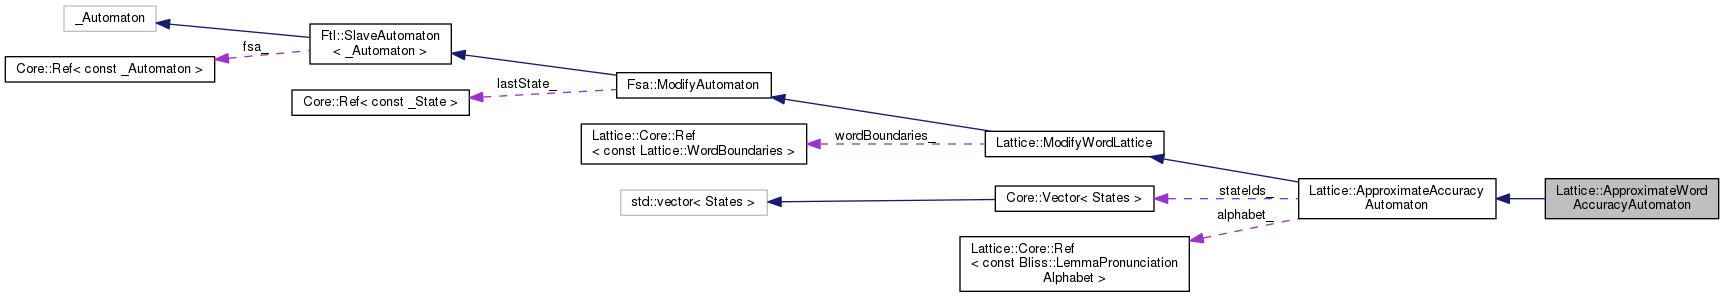 _Automaton
Ftl::SlaveAutomaton
< _Automaton >
fsa_
Core::Ref< const _Automaton >
Fsa::ModifyAutomaton
lastState_
Core::Ref< const _State >
Lattice::Core::Ref
< const Lattice::WordBoundaries >
wordBoundaries_
Lattice::ModifyWordLattice
std::vector< States >
Core::Vector< States >
stateIds_
Lattice::ApproximateAccuracy
Automaton
Lattice::ApproximateWord
AccuracyAutomaton
alphabet_
Lattice::Core::Ref
< const Bliss::LemmaPronunciation
Alphabet >